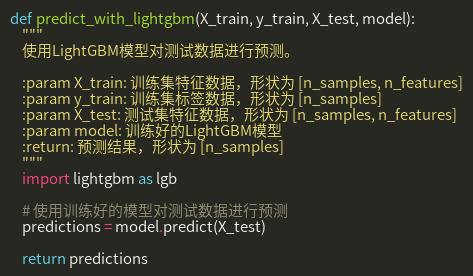 def predict_with_lightgbm(X_train, y_train, X_test, model):
"""
使用LightGBM模型对测试数据进行预测。
:param X_train: 训练集特征数据，形状为 [n_samples, n_features]
:param y_train: 训练集标签数据，形状为 [n_samples]
:param X_test: 测试集特征数据，形状为 [n_samples, n_features]
:param model: 训练好的LightGBM模型
:return: 预测结果，形状为 [n_samples]
"""
import lightgbm as lgb
# 使用训练好的模型对测试数据进行预测
predictions = model.predict(X_test)
return predictions